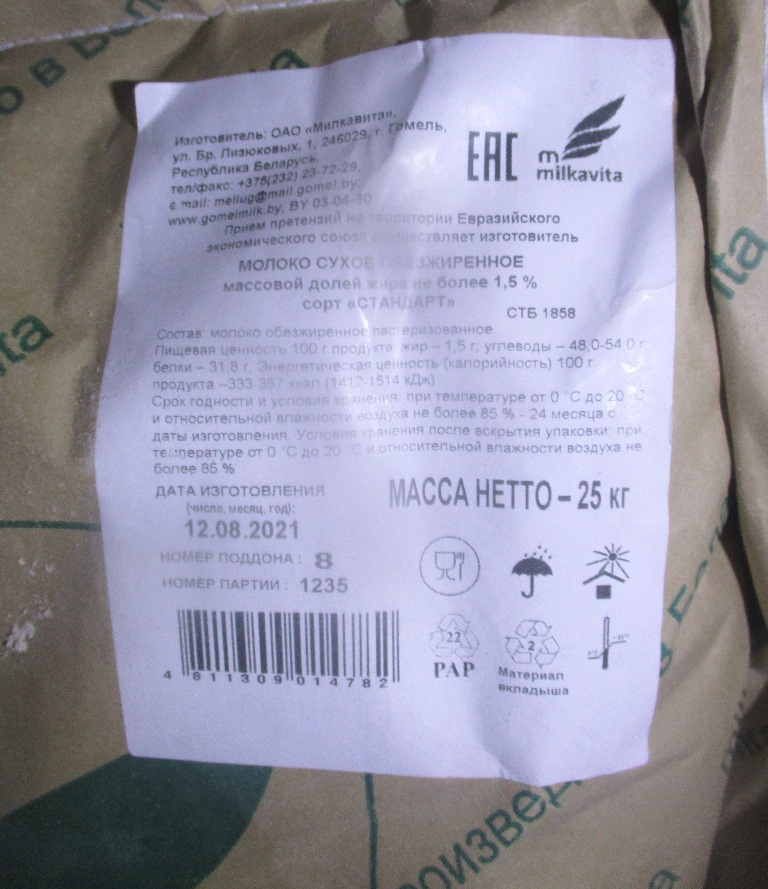 Изготовитель: ОАО «Милкавита»,
ул. Бр. Лизюковых, 1, 246029, г. Гомель,
Республика Беларусь,
тел/факс: +375(232) 23-72-29,
e mail: mellug@mail.gomel.by,
www.gomelmilk.by, BY 03-04-30
ЕАС
m
milkavita
Прием претензий на территории Евразийского
экономического союза осуществляет изготовитель
МОЛОКО СУХОЕ ОБЕЗЖИРЕННОЕ
массовой долей жира не более 1,5 %
сорт «СТАНДАРТ»
СТБ 1858
Состав: молоко обезжиренное пастеризованное.
Пищевая ценность 100 г продукта: жир – 1,5 г; углеводы – 48,0-54,0 г;
белки – 31,8 г. Энергетическая ценность (калорийность) 100 г
продукта –333-357 ккал (1412-1514 кДж)
Срок годности и условия хранения: при температуре от 0 °С до 20 °С
и относительной влажности воздуха не более 85 % - 24 месяца с
даты изготовления. Условия хранения после вскрытия упаковки: при
температуре от 0 °С до 20 °С и относительной влажности воздуха не
более 85 %
ДАТА ИЗГОТОВЛЕНИЯ
(число, месяц, год):
12.08.2021
МАССА НЕТТО – 25 кг
НОМЕР ПОДДОНА : 8
НОМЕР ПАРТИИ : 1235
4 811309 014782
22
PAP
2
Материал
вкладыша